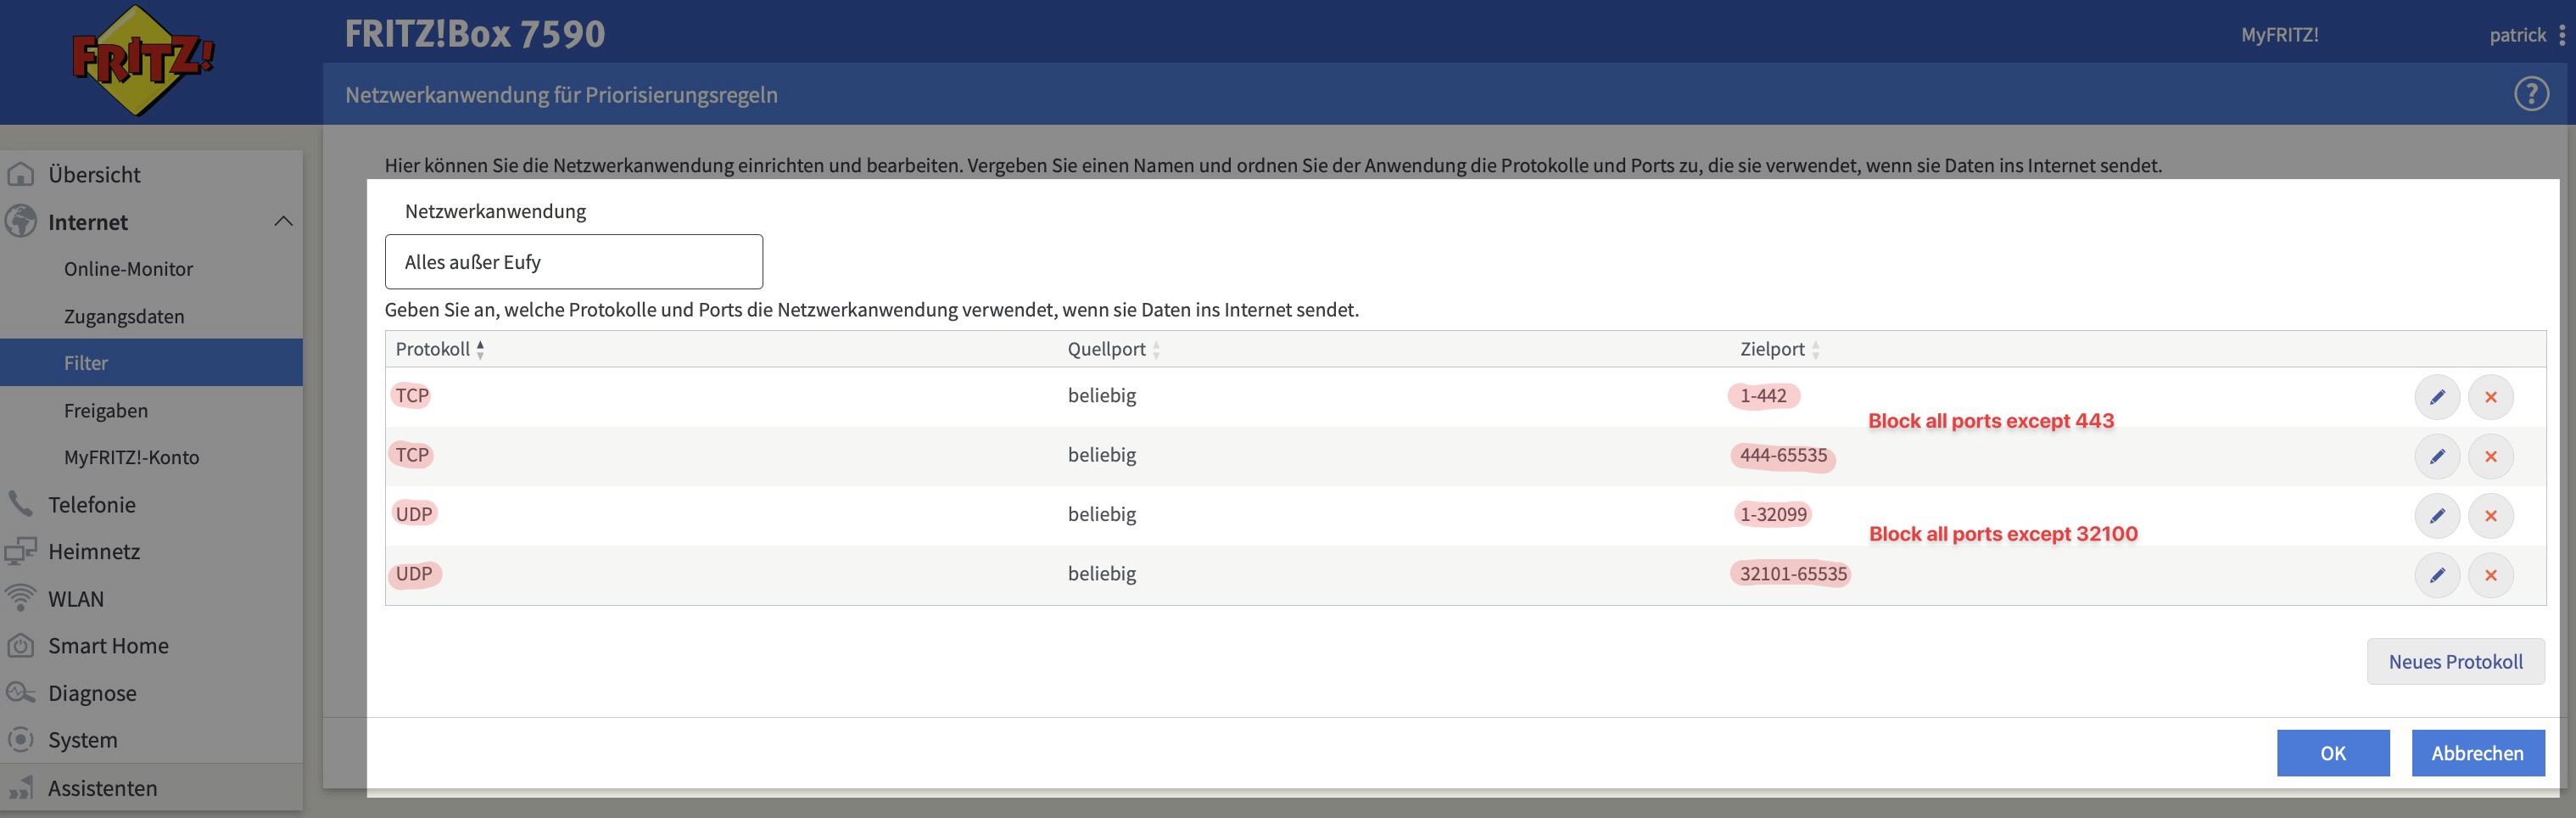 FRITZ!
FRITZ!Box 7590
MyFRITZ!
patrick
Netzwerkanwendung für Priorisierungsregeln
?
Übersicht
Internet
Online-Monitor
Zugangsdaten
Filter
Freigaben
MyFRITZ!-Konto
Telefonie
Heimnetz
WLAN
Smart Home
Diagnose
System
Assistenten
Hier können Sie die Netzwerkanwendung einrichten und bearbeiten. Vergeben Sie einen Namen und ordnen Sie der Anwendung die Protokolle und Ports zu, die sie verwendet, wenn sie Daten ins Internet sendet.
Netzwerkanwendung
Alles außer Eufy
Geben Sie an, welche Protokolle und Ports die Netzwerkanwendung verwendet, wenn sie Daten ins Internet sendet.
Protokoll Quellport Zielport
TCP beliebig 1-442
Block all ports except 443
TCP beliebig 444-65535
UDP beliebig 1-32099
Block all ports except 32100
UDP beliebig 32101-65535
Neues Protokoll
OK Abbrechen